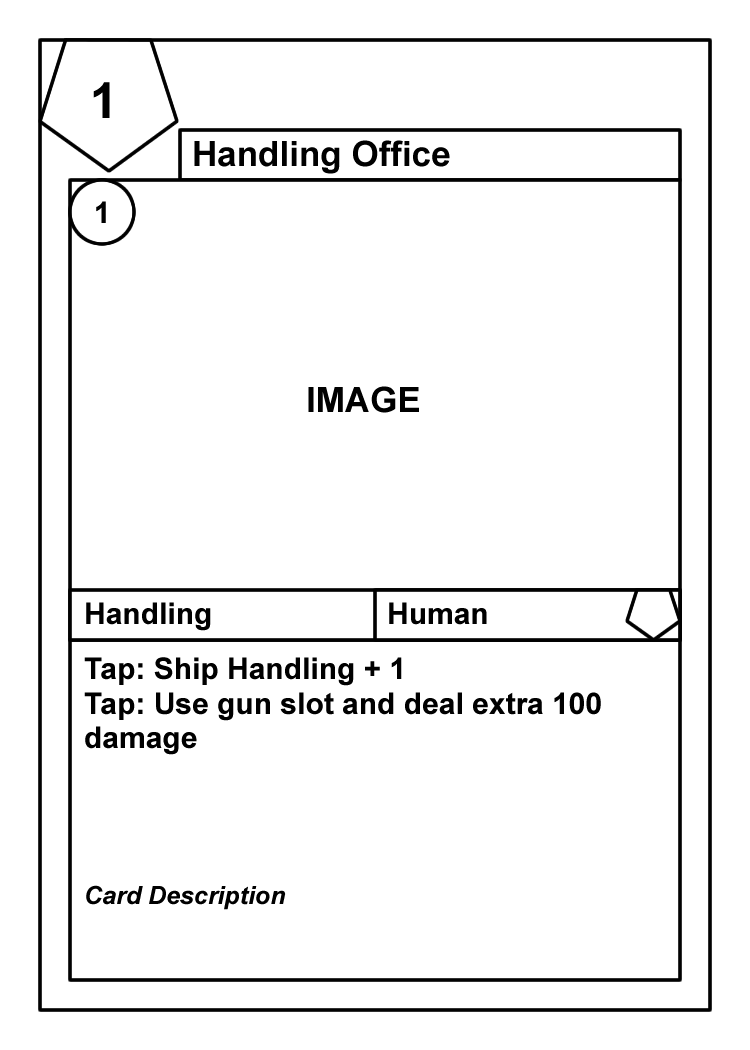 1
Handling Office
1
IMAGE
Handling
Human
Tap: Ship Handling + 1
Tap: Use gun slot and deal extra 100
damage
Card Description